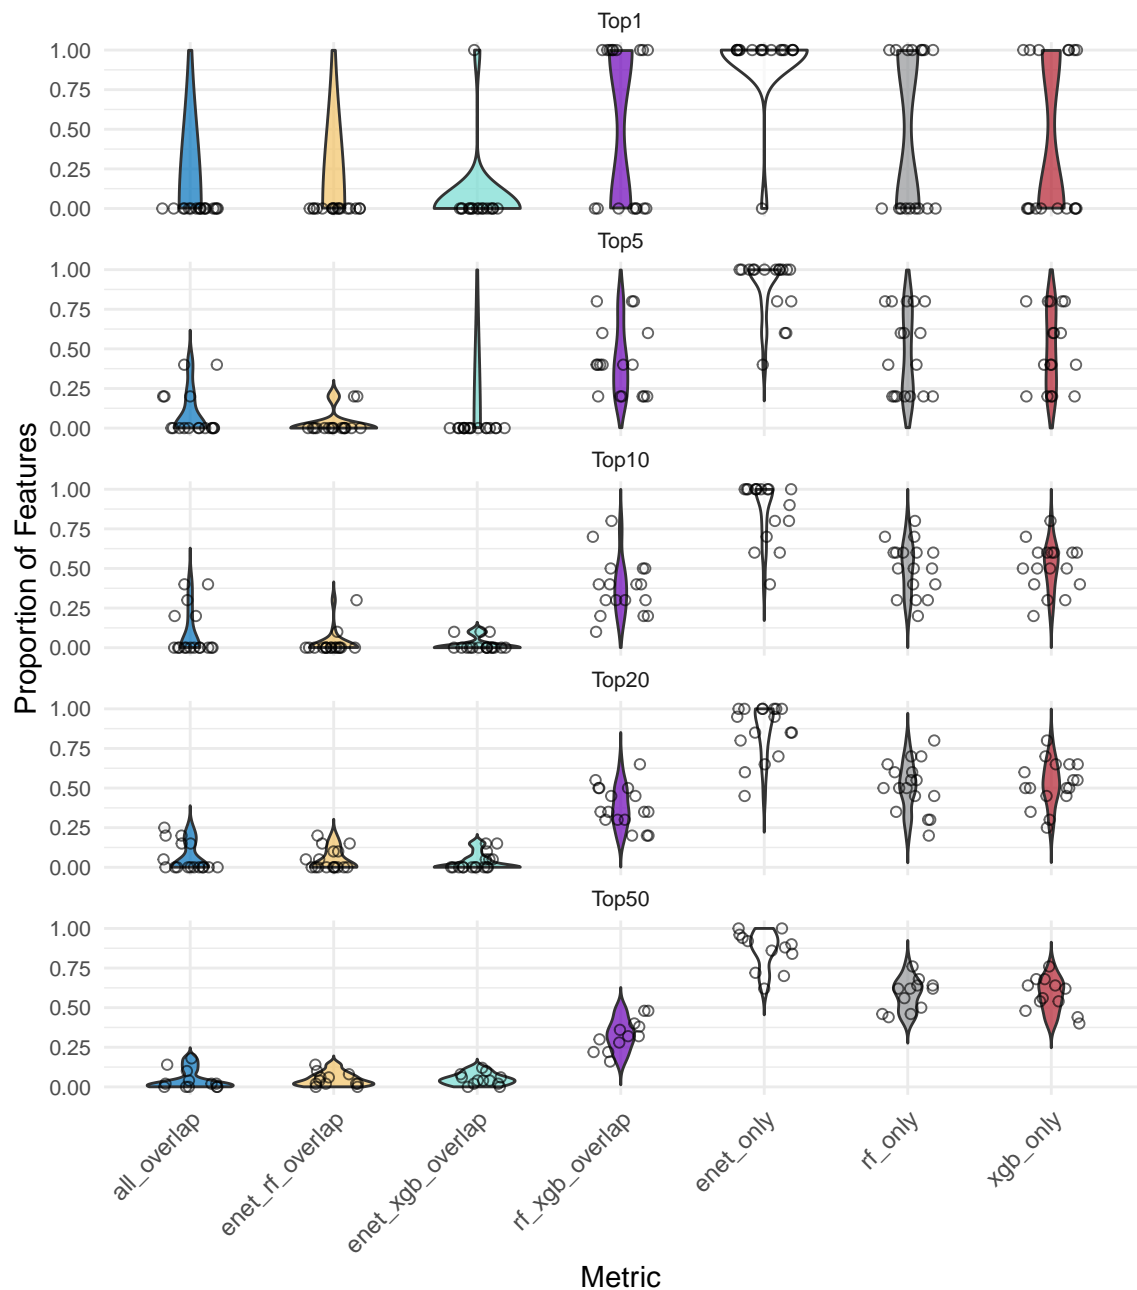 Top1
1.00
0.75
0.50
0.25
0.00
Top5
1.00
0.75
0.50
0.25
0.00
Top10
1.00
0.75
0.50
0.25
0.00
Top20
1.00
0.75
0.50
0.25
0.00
Top50
1.00
0.75
0.50
0.25
0.00
Proportion of Features
all_overlap
enet_rf_overlap
enet_xgb_overlap
rf_xgb_overlap
enet_only
rf_only
xgb_only
Metric